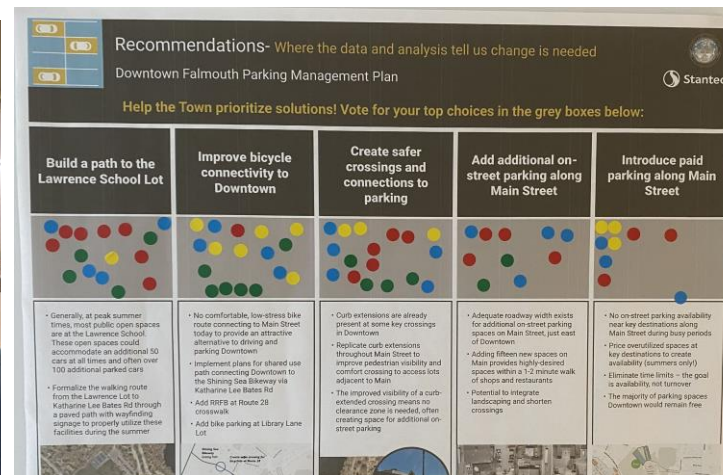 Recommendations- Where the data and analysis tell us change is needed
Downtown Falmouth Parking Management Plan
Stantec
Help the Town prioritize solutions! Vote for your top choices in the grey boxes below:
Build a path to the
Lawrence School Lot
Improve bicycle
connectivity to
Downtown
Create safer
crossings and
connections to
parking
Add additional on-
street parking along
Main Street
Introduce paid
parking along Main
Street
• Generally, at peak summer
times, most public open spaces
are at the Lawrence School.
These open spaces could
accommodate an additional 50
cars at all times and often over
100 additional parked cars
• Formalize the walking route
from the Lawrence Lot to
Katharine Lee Bates Rd through
a paved path with wayfinding
signage to properly utilize these
facilities during the summer
• No comfortable, low-stress bike
route connecting to Main Street
today to provide an attractive
alternative to driving and
parking Downtown
• Implement plans for shared use
path connecting Downtown to
the Shining Sea Bikeway via
Katharine Lee Bates Rd
• Add RRFB at Route 28
crosswalk
• Add bike parking at Library Lane
Lot
• Curb extensions are already
present at some key crossings
in Downtown
• Replicate curb extensions
throughout Main Street to
improve pedestrian visibility and
comfort crossing to access lots
adjacent to Main
• The improved visibility of a curb-
extended crossing means no
clearance zone is needed, often
creating space for additional on-
street parking
• Adequate roadway width exists
for additional on-street parking
spaces on Main Street, just east
of Downtown
• Adding fifteen new spaces on
Main provides highly-desired
spaces within a 1-2 minute walk
of shops and restaurants
• Potential to integrate
landscaping and shorten
crossings
• No on-street parking availability
near key destinations along
Main Street during busy periods
• Price overutilized spaces at
key destinations to create
availability (summers only!)
• Eliminate time limits – the goal
is availability, not turnover
• The majority of parking spaces
Downtown would remain free